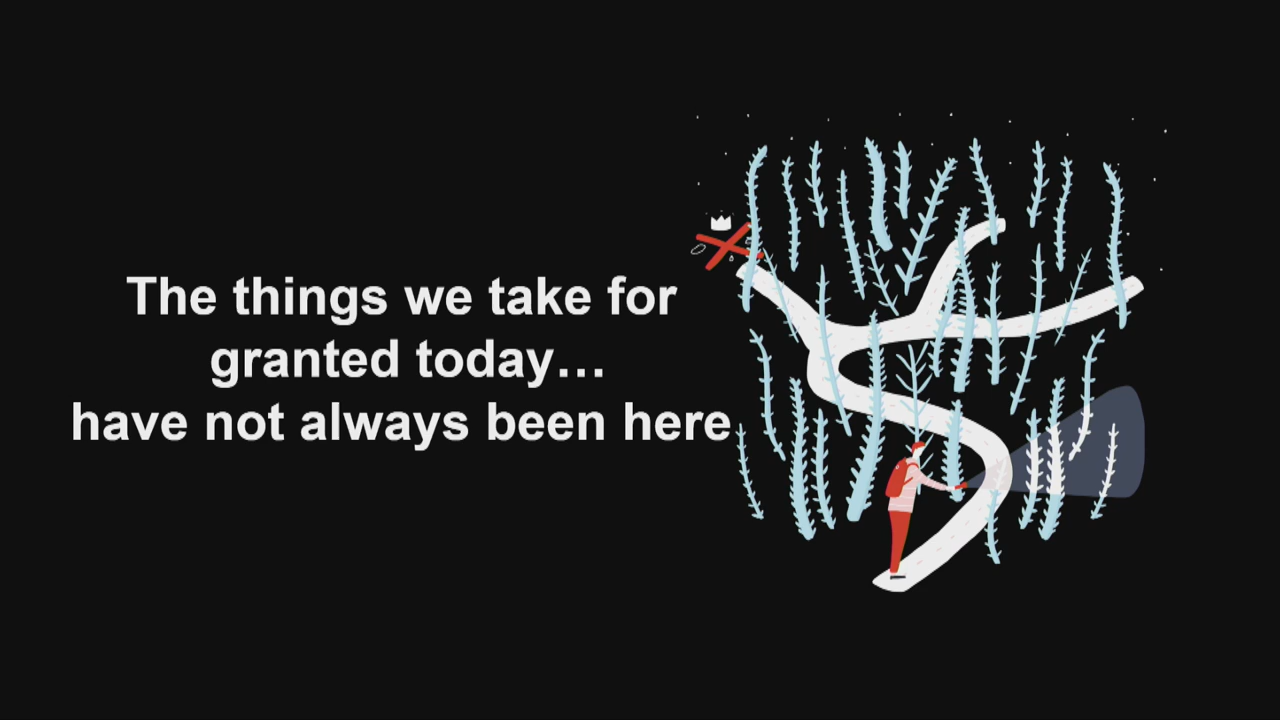 The things we take for
granted today…
have not always been here